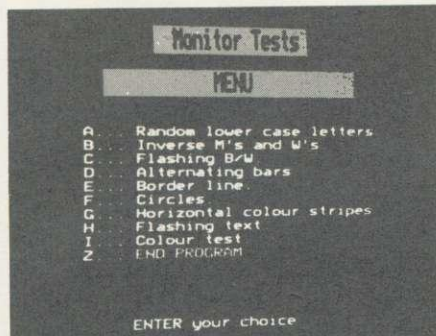 Monitor Tests
MENU
A... Random lower case letters
B... Inverse M's and W's
C... Flashing B/W
D... Alternating bars
E... Border line.
F... Circles
G... Horizontal colour stripes
H... Flashing text
I... Colour test
Z... END PROGRAM
ENTER your choice